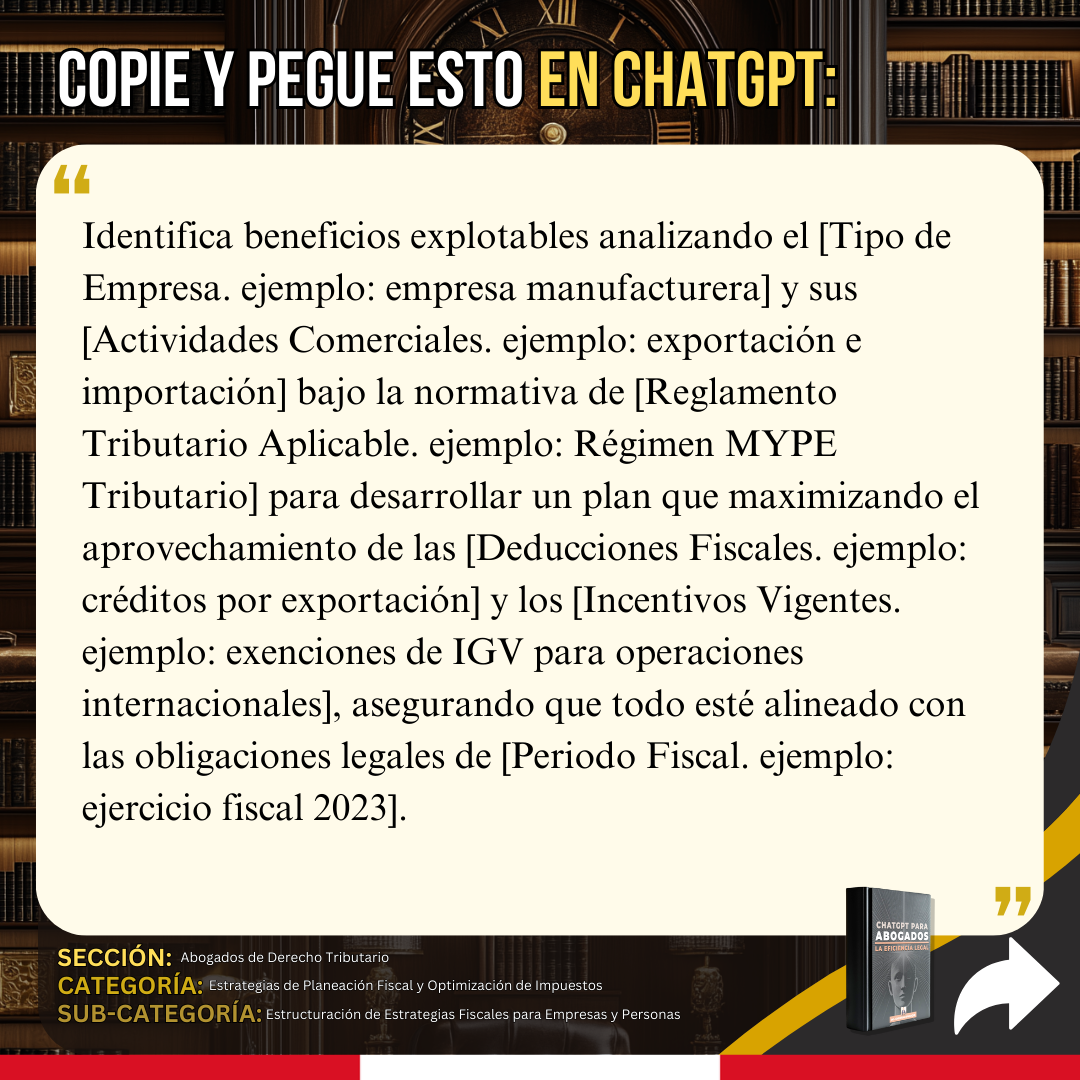 COPIE Y PEGUE ESTO EN CHATGPT:
“
Identifica beneficios explotables analizando el [Tipo de
Empresa. ejemplo: empresa manufacturera] y sus
[Actividades Comerciales. ejemplo: exportación e
importación] bajo la normativa de [Reglamento
Tributario Aplicable. ejemplo: Régimen MYPE
Tributario] para desarrollar un plan que maximizando el
aprovechamiento de las [Deducciones Fiscales. ejemplo:
créditos por exportación] y los [Incentivos Vigentes.
ejemplo: exenciones de IGV para operaciones
internacionales], asegurando que todo esté alineado con
las obligaciones legales de [Periodo Fiscal. ejemplo:
ejercicio fiscal 2023].
”
CHATGPT PARA
ABOGADOS
LA EFICIENCIA LEGAL
SECCIÓN: Abogados de Derecho Tributario
CATEGORÍA: Estrategias de Planeación Fiscal y Optimización de Impuestos
SUB-CATEGORÍA: Estructuración de Estrategias Fiscales para Empresas y Personas